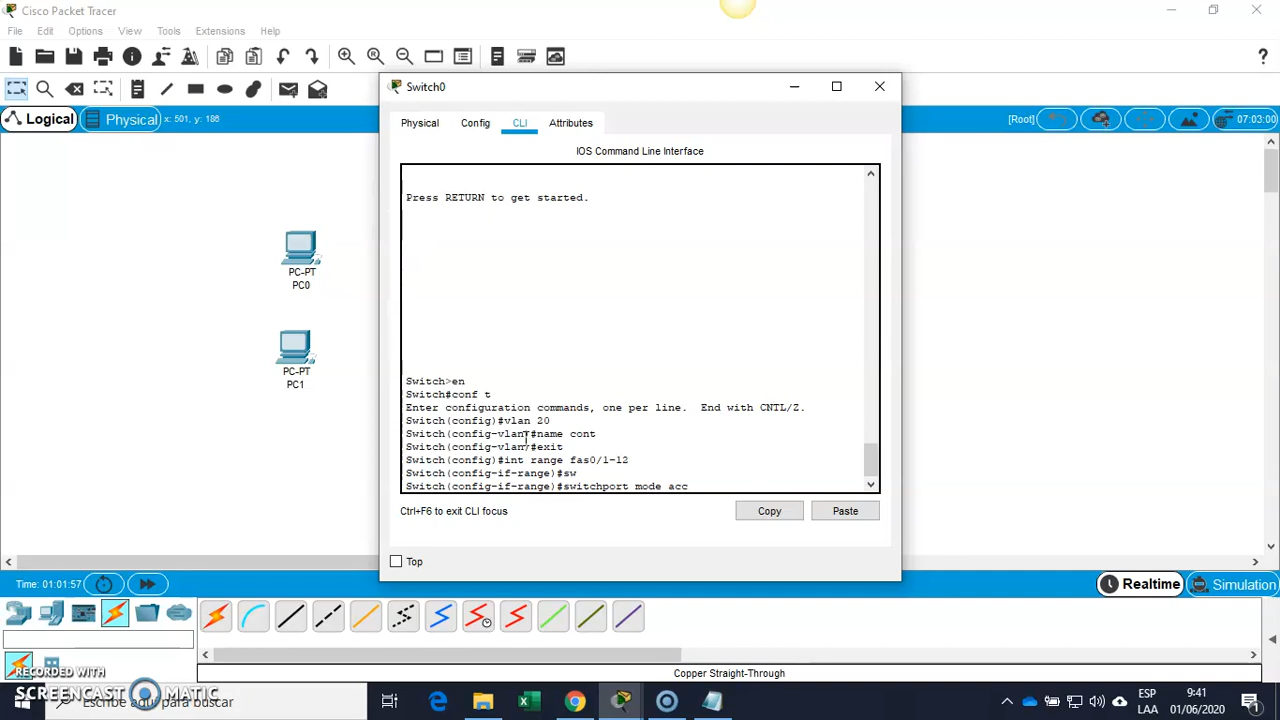 Cisco Packet Tracer
File Edit Options View Tools Extensions Help
Logical Physical x: 501, y: 186 [Root] 07:03:00
Switch0
Physical Config CLI Attributes
IOS Command Line Interface
Press RETURN to get started.
Switch>en
Switch#conf t
Enter configuration commands, one per line. End with CNTL/Z.
Switch(config)#vlan 20
Switch(config-vlan)#name cont
Switch(config-vlan)#exit
Switch(config)#int range fas0/1-12
Switch(config-if-range)#sw
Switch(config-if-range)#switchport mode acc
Ctrl+F6 to exit CLI focus
Copy Paste
Top
PC-PT
PC0
PC-PT
PC1
Time: 01:01:57 Realtime Simulation
Copper Straight-Through
RECORDED WITH
SCREENCAST MATIC
Escribe aquí para buscar
ESP
LAA
9:41
01/06/2020
1